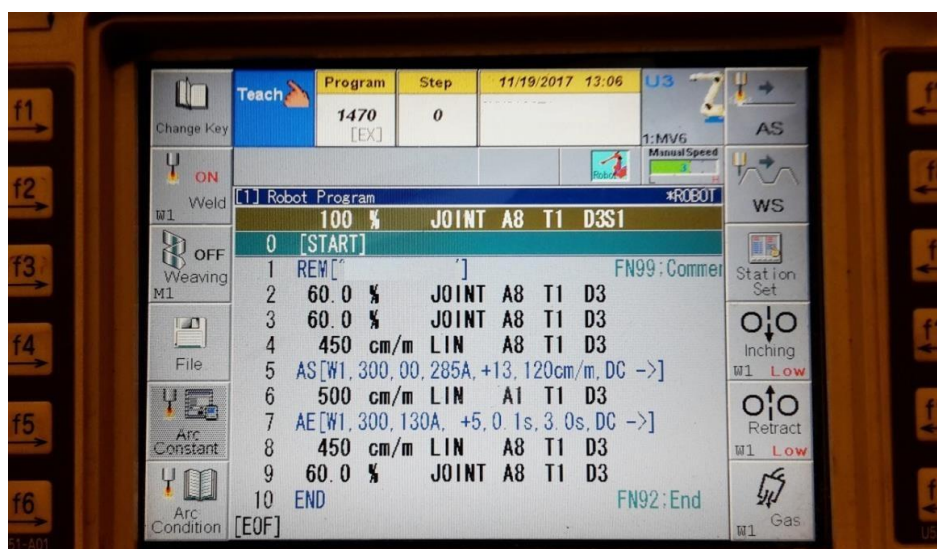 f1
Change Key
Teach
Program
1470
[EX]
Step
0
11/19/2017 13:06
U3
1:MV6
AS
f2
ON
Weld
W1
Robot
Manual Speed
3
WS
[1] Robot Program *ROBOT
100 % JOINT A8 T1 D3S1
0 [START]
1 REM[" '] FN99;Commer
2 60.0 % JOINT A8 T1 D3
3 60.0 % JOINT A8 T1 D3
4 450 cm/m LIN A8 T1 D3
5 AS[W1, 300, 00, 285A, +13, 120cm/m, DC ->]
6 500 cm/m LIN A1 T1 D3
7 AE[W1, 300, 130A, +5, 0.1s, 3.0s, DC ->]
8 450 cm/m LIN A8 T1 D3
9 60.0 % JOINT A8 T1 D3
10 END FN92;End
[EOF]
f3
OFF
Weaving
M1
Station
Set
f4
File
Inching
W1 Low
f5
Arc
Constant
Retract
W1 Low
f6
Arc
Condition
Gas
W1
51-A01